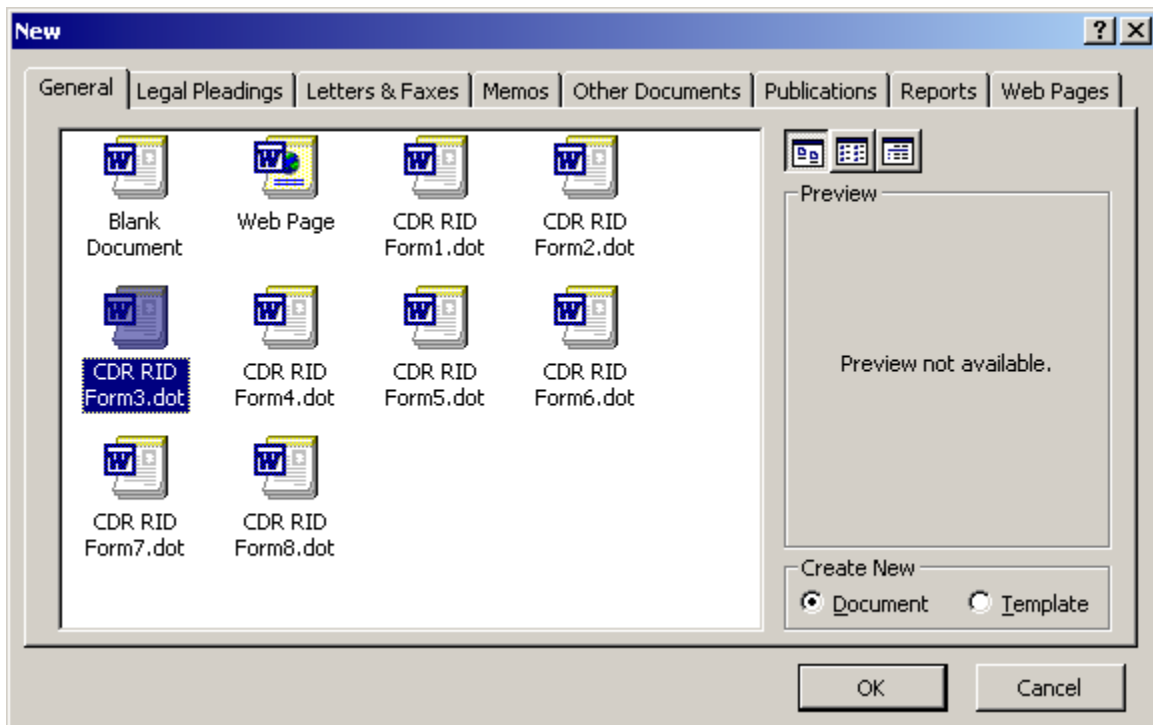 New
General Legal Pleadings Letters & Faxes Memos Other Documents Publications Reports Web Pages
Blank Document
Web Page
CDR RID Form1.dot
CDR RID Form2.dot
CDR RID Form3.dot
CDR RID Form4.dot
CDR RID Form5.dot
CDR RID Form6.dot
CDR RID Form7.dot
CDR RID Form8.dot
Preview
Preview not available.
Create New
Document Template
OK Cancel